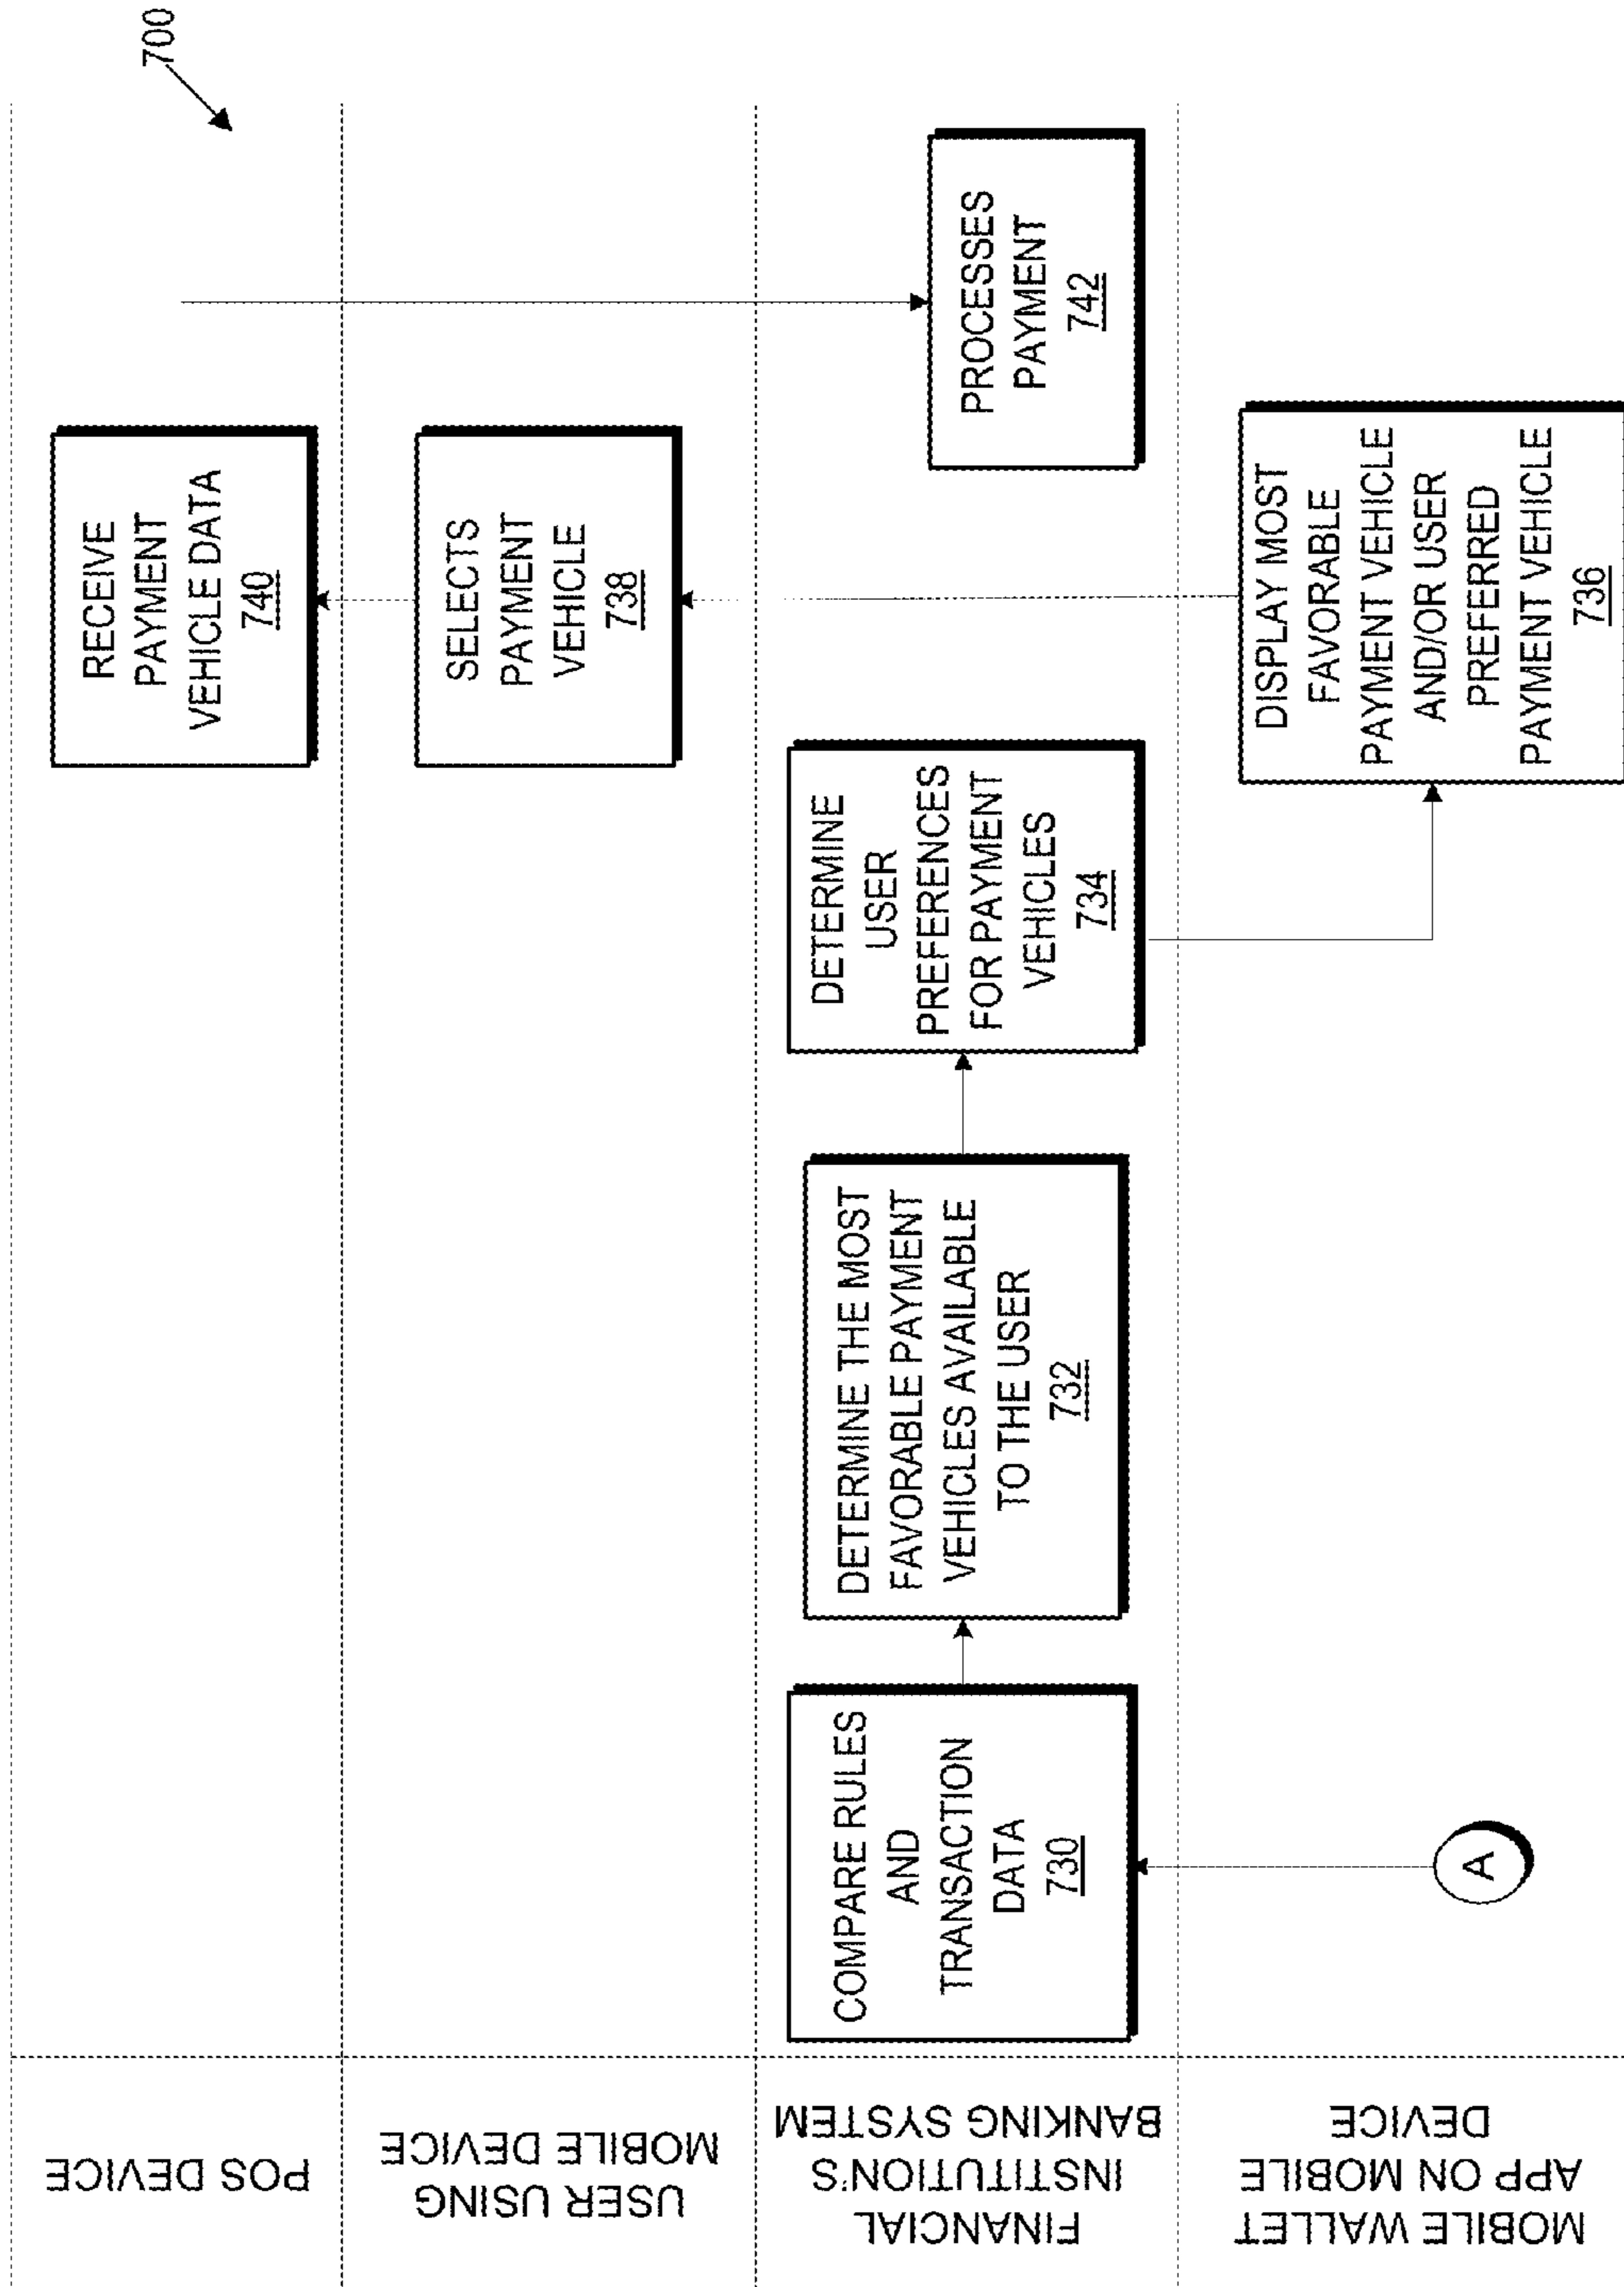 700
POS DEVICE
RECEIVE
PAYMENT
VEHICLE DATA
740
USER USING
MOBILE DEVICE
SELECTS
PAYMENT
VEHICLE
738
FINANCIAL
INSTITUTION'S
BANKING SYSTEM
COMPARE RULES
AND
TRANSACTION
DATA
730
DETERMINE THE MOST
FAVORABLE PAYMENT
VEHICLES AVAILABLE
TO THE USER
732
DETERMINE
USER
PREFERENCES
FOR PAYMENT
VEHICLES
734
PROCESSES
PAYMENT
742
MOBILE WALLET
APP ON MOBILE
DEVICE
A
DISPLAY MOST
FAVORABLE
PAYMENT VEHICLE
AND/OR USER
PREFERRED
PAYMENT VEHICLE
736